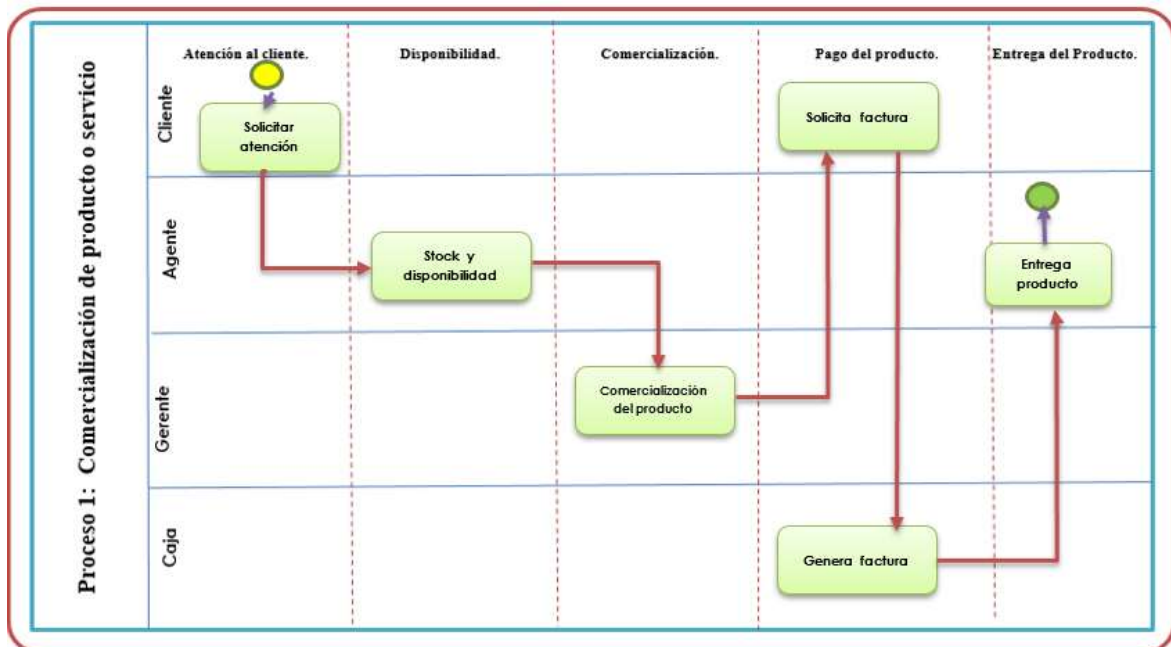 Proceso 1: Comercialización de producto o servicio
Atención al cliente.
Disponibilidad.
Comercialización.
Pago del producto.
Entrega del Producto.
Cliente
Solicitar
atención
Solicita factura
Agente
Stock y
disponibilidad
Entrega
producto
Gerente
Comercialización
del producto
Caja
Genera factura